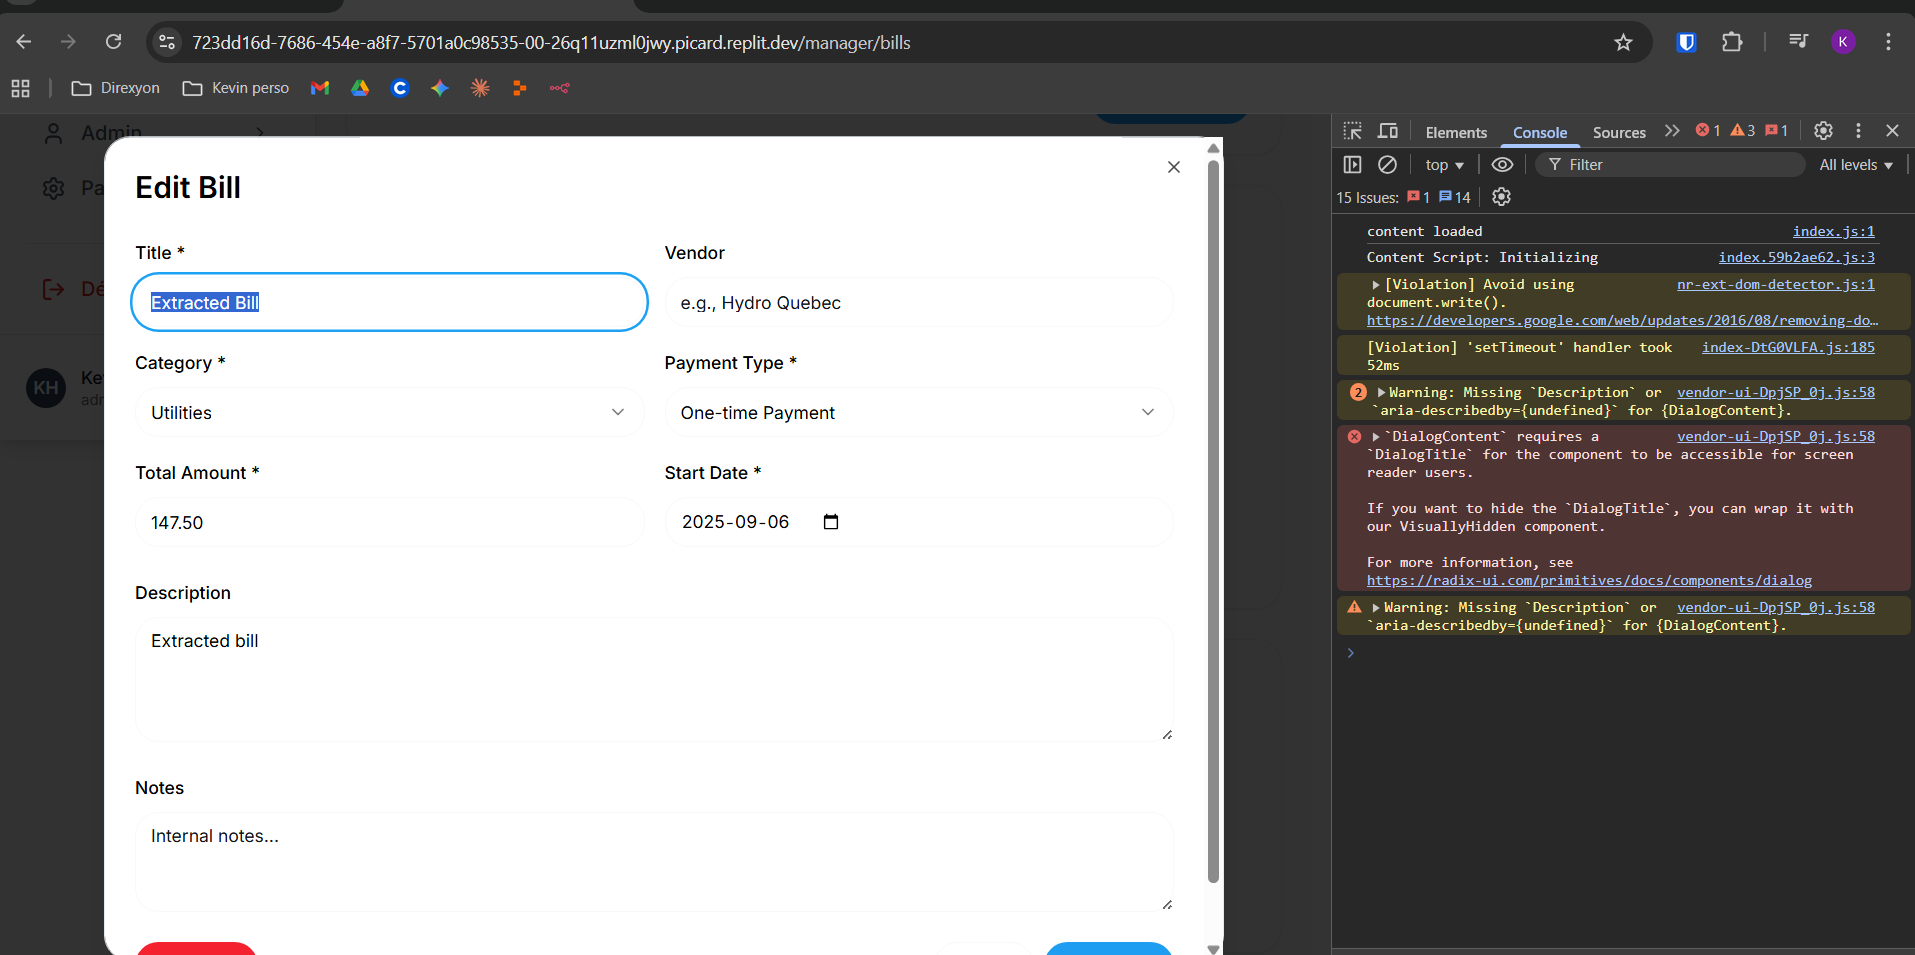 723dd16d-7686-454e-a8f7-5701a0c98535-00-26q11uzml0jwy.picard.replit.dev/manager/bills
K
Direxyon
Kevin perso
Admin
Pa
Dé
KH
Ke
adr
Edit Bill
Title *
Vendor
Extracted Bill
e.g., Hydro Quebec
Category *
Payment Type *
Utilities
One-time Payment
Total Amount *
Start Date *
147.50
2025-09-06
Description
Extracted bill
Notes
Internal notes...
Elements
Console
Sources
1
3
1
top
Filter
All levels
15 Issues:
1
14
content loaded
index.js:1
Content Script: Initializing
index.59b2ae62.js:3
[Violation] Avoid using
nr-ext-dom-detector.js:1
document.write().
https://developers.google.com/web/updates/2016/08/removing-do…
[Violation] 'setTimeout' handler took
index-DtG0VLFA.js:185
52ms
2
Warning: Missing `Description` or
vendor-ui-DpjSP_0j.js:58
`aria-describedby={undefined}` for {DialogContent}.
`DialogContent` requires a
vendor-ui-DpjSP_0j.js:58
`DialogTitle` for the component to be accessible for screen
reader users.
If you want to hide the `DialogTitle`, you can wrap it with
our VisuallyHidden component.
For more information, see
https://radix-ui.com/primitives/docs/components/dialog
Warning: Missing `Description` or
vendor-ui-DpjSP_0j.js:58
`aria-describedby={undefined}` for {DialogContent}.